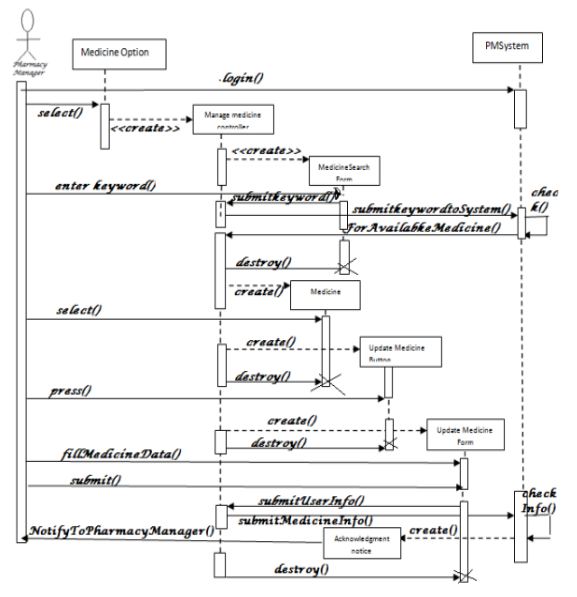 Medicine Option
PMSystem
Pharmacy
Manager
.login()
select()
<<create>>
Manage medicine
controller
<<create>>
MedicineSearch
Form
enter keyword()
submitkeyword()
submitkeywordtoSystem()
chec
k()
ForAvailabkeMedicine()
destroy()
create()
Medicine
select()
create()
Update Medicine
Button
destroy()
press()
create()
Update Medicine
Form
destroy()
fillMedicineData()
submit()
check
Info()
submitUserInfo()
submitMedicineInfo()
NotifyToPharmacyManager()
create()
Acknowledgment
notice
destroy()